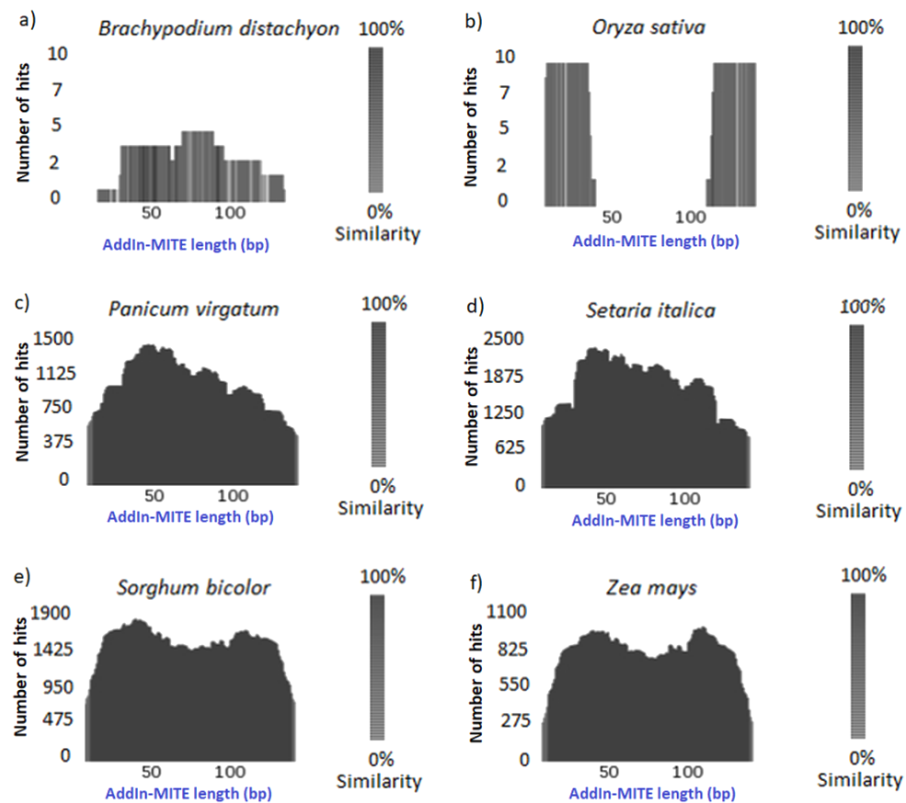 a)
Brachypodium distachyon
100%
Number of hits
10
7
5
2
0
50 100
AddIn-MITE length (bp)
0%
Similarity
b)
Oryza sativa
100%
Number of hits
10
7
5
2
0
50 100
AddIn-MITE length (bp)
0%
Similarity
c)
Panicum virgatum
100%
Number of hits
1500
1125
750
375
0
50 100
AddIn-MITE length (bp)
0%
Similarity
d)
Setaria italica
100%
Number of hits
2500
1875
1250
625
0
50 100
AddIn-MITE length (bp)
0%
Similarity
e)
Sorghum bicolor
100%
Number of hits
1900
1425
950
475
0
50 100
AddIn-MITE length (bp)
0%
Similarity
f)
Zea mays
100%
Number of hits
1100
825
550
275
0
50 100
AddIn-MITE length (bp)
0%
Similarity